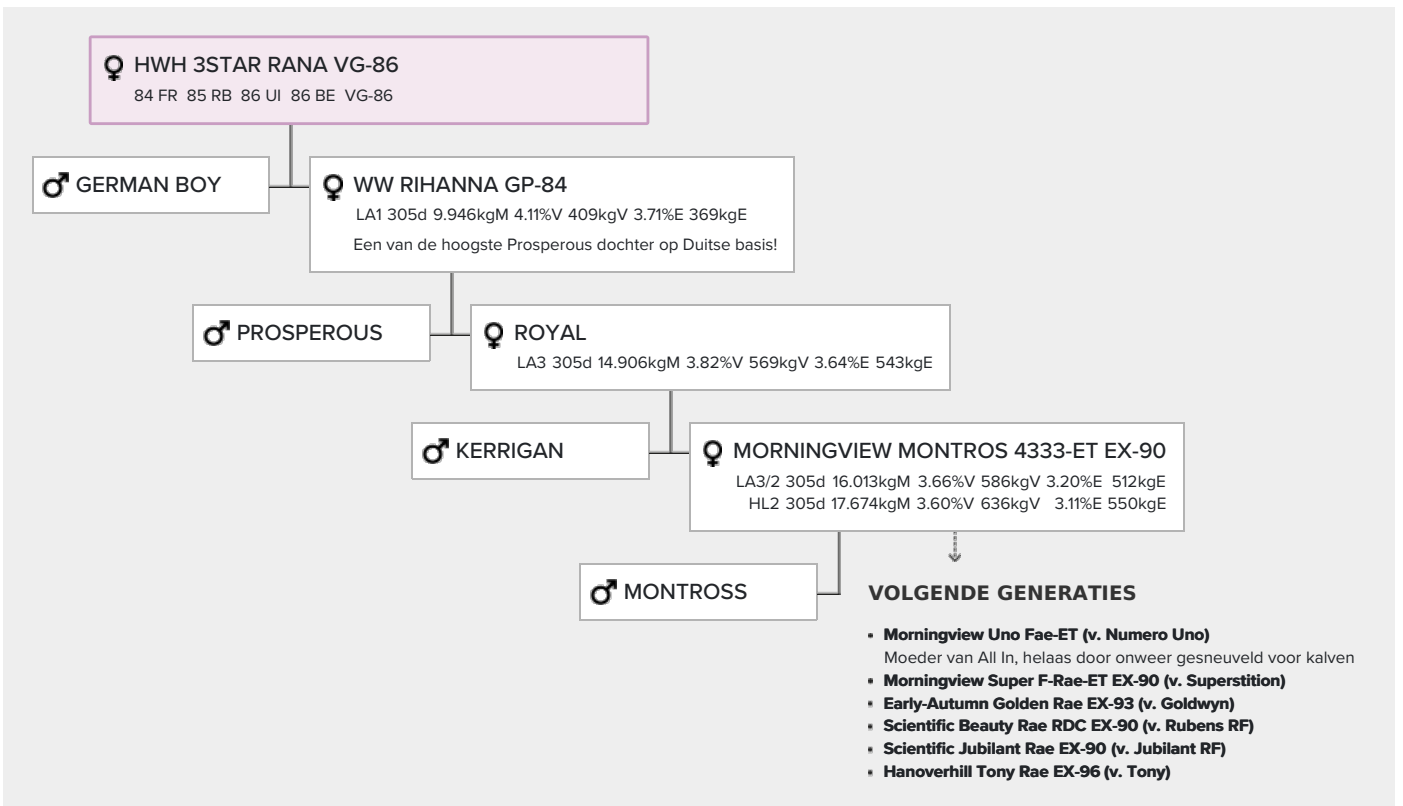 HWH 3STAR RANA VG-86
84 FR 85 RB 86 UI 86 BE VG-86
GERMAN BOY
WW RIHANNA GP-84
LA1 305d 9.946kgM 4.11%V 409kgV 3.71%E 369kgE
Een van de hoogste Prosperous dochter op Duitse basis!
PROSPEROUS
ROYAL
LA3 305d 14.906kgM 3.82%V 569kgV 3.64%E 543kgE
KERRIGAN
MORNINGVIEW MONTROS 4333-ET EX-90
LA3/2 305d 16.013kgM 3.66%V 586kgV 3.20%E 512kgE
HL2 305d 17.674kgM 3.60%V 636kgV 3.11%E 550kgE
MONTROSS
VOLGENDE GENERATIES
Morningview Uno Fae-ET (v. Numero Uno)
Moeder van All In, helaas door onweer gesneuveld voor kalven
Morningview Super F-Rae-ET EX-90 (v. Superstition)
Early-Autumn Golden Rae EX-93 (v. Goldwyn)
Scientific Beauty Rae RDC EX-90 (v. Rubens RF)
Scientific Jubilant Rae EX-90 (v. Jubilant RF)
Hanoverhill Tony Rae EX-96 (v. Tony)